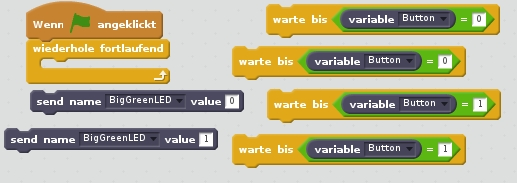 Wenn angeklickt
wiederhole fortlaufend
send name BigGreenLED value 0
send name BigGreenLED value 1
warte bis variable Button = 0
warte bis variable Button = 0
warte bis variable Button = 1
warte bis variable Button = 1